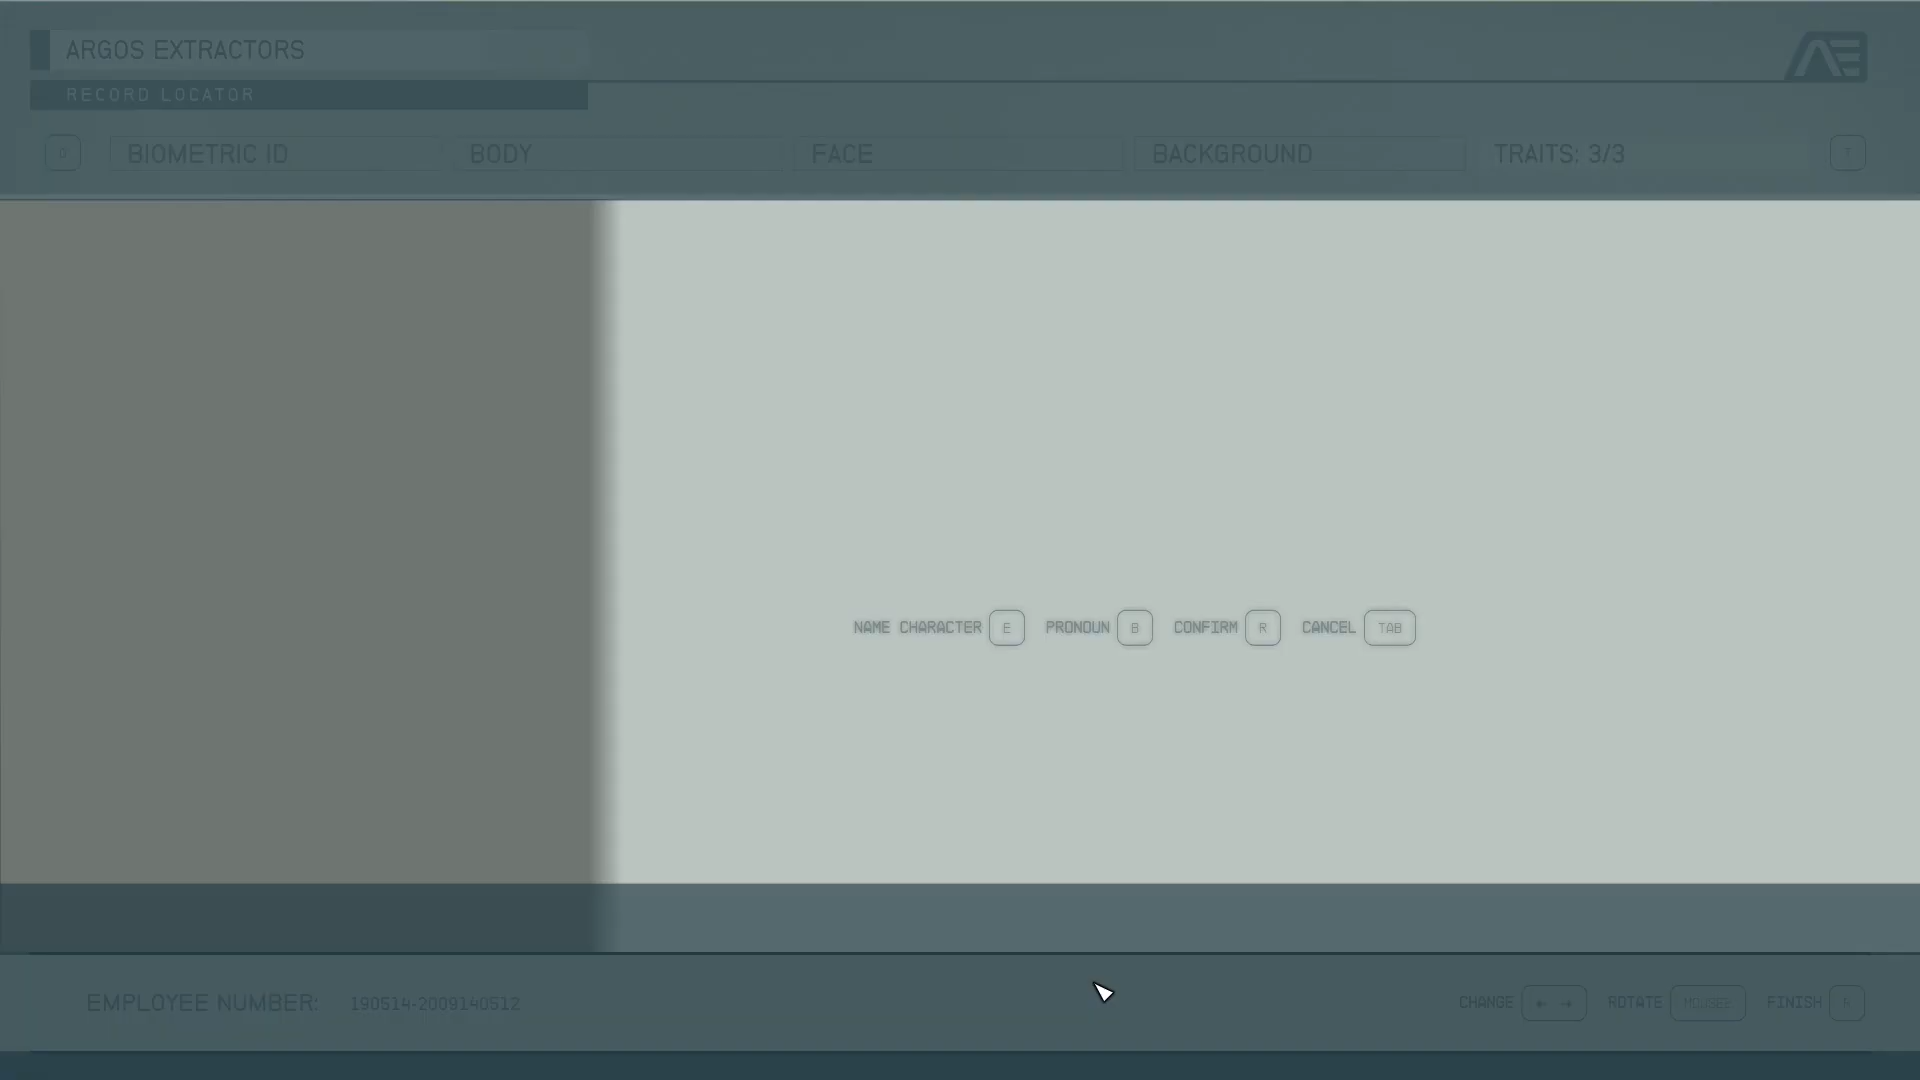 ARGOS EXTRACTORS
RECORD LOCATOR
Q BIOMETRIC ID BODY FACE BACKGROUND TRAITS: 3/3 T
NAME CHARACTER E PRONOUN B CONFIRM R CANCEL TAB
EMPLOYEE NUMBER: 190514-2009140512
CHANGE ← → ROTATE FINISH R